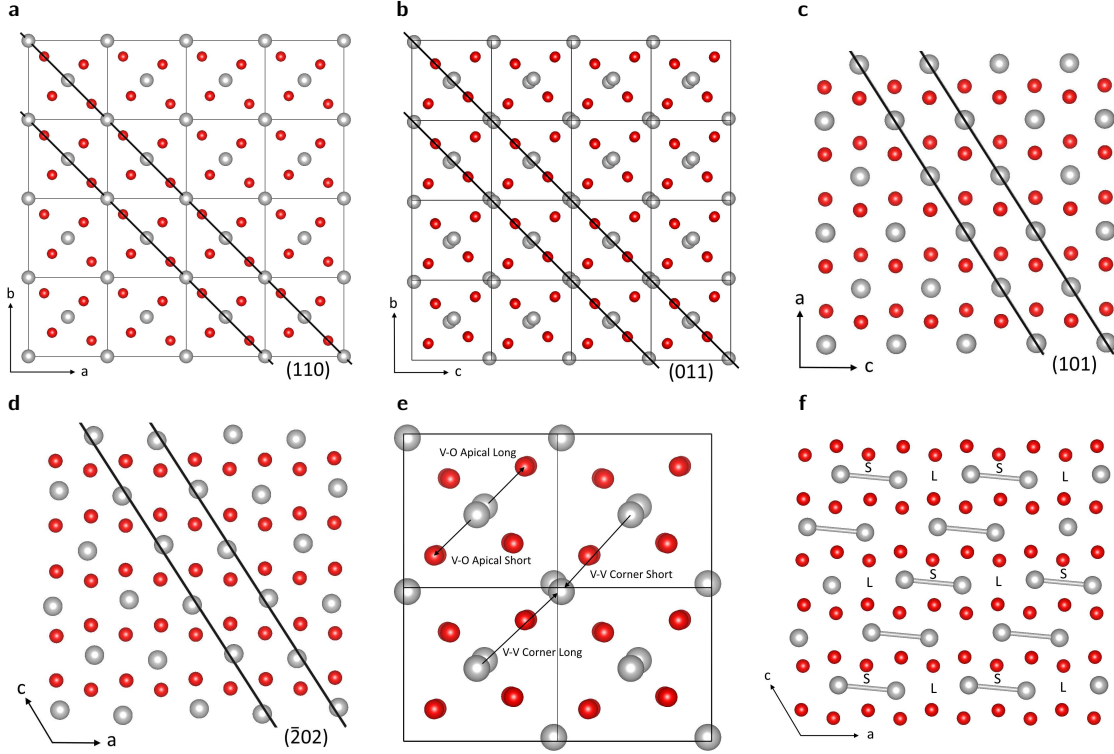 a
b
a
(110)
b
b
c
(011)
c
a
c
(101)
d
c
a
(2̅02)
e
V-O Apical Long
V-O Apical Short
V-V Corner Short
V-V Corner Long
f
S
S
L
L
S
S
L
L
S
S
L
L
c
a